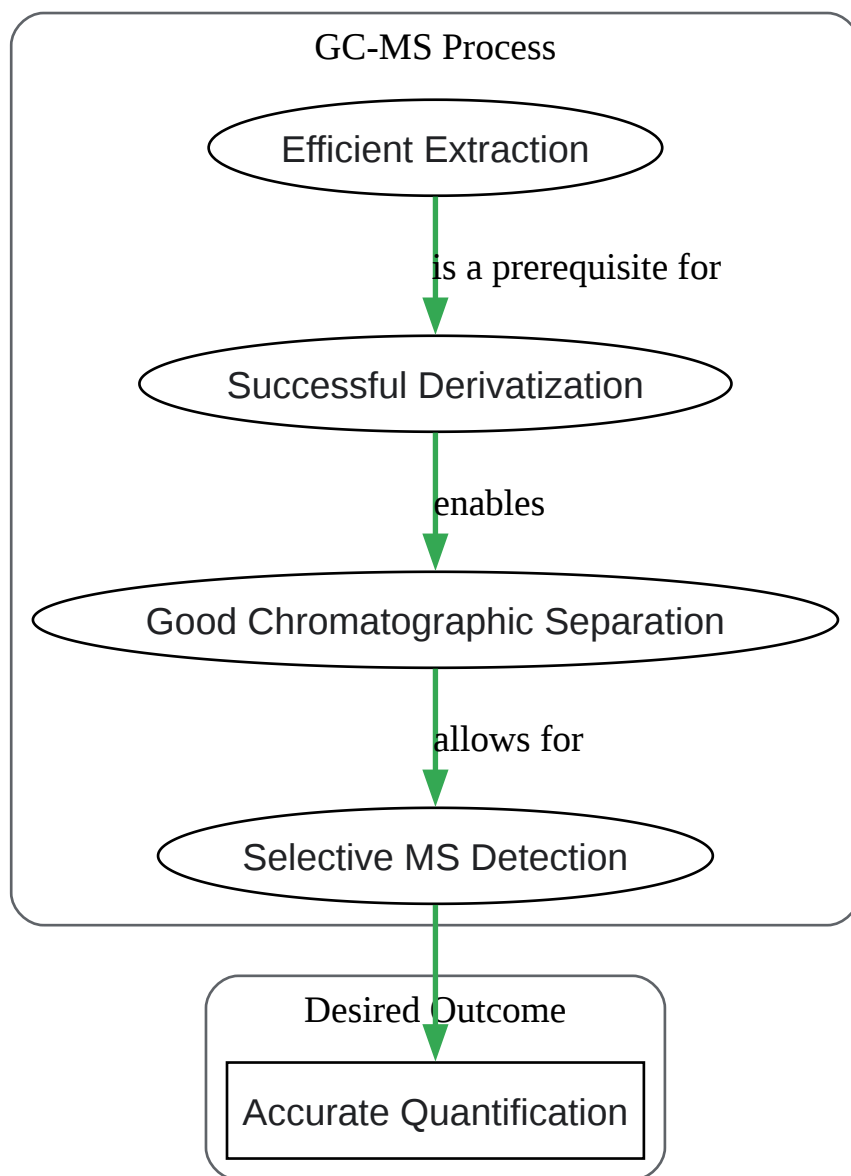 GC-MS Process
Efficient Extraction
is a prerequisite for
Successful Derivatization
enables
Good Chromatographic Separation
allows for
Selective MS Detection
Desired Outcome
Accurate Quantification